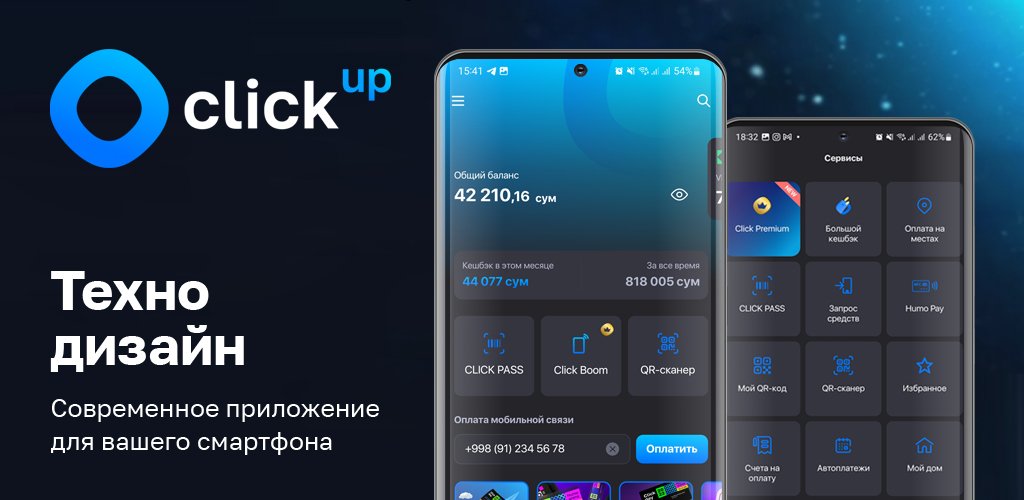 click up
Техно
дизайн
Современное приложение
для вашего смартфона
15:41
54%
Общий баланс
42 210,16 сум
Кешбэк в этом месяце
За все время
44 077 сум
818 005 сум
CLICK PASS
Click Boom
QR-сканер
Оплата мобильной связи
+998 (91) 234 56 78
Оплатить
18:32
62%
Сервисы
NEW
Click Premium
Большой
кешбэк
Оплата на
местах
CLICK PASS
Запрос
средств
Humo Pay
Мой QR-код
QR-сканер
Избранное
Счета на
оплату
Автоплатежи
Мой дом